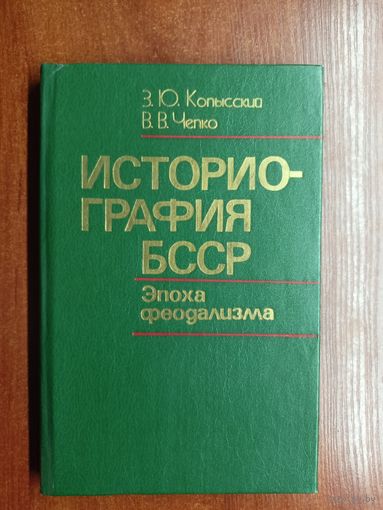 З.Ю. Копысский
В.В. Чепко
ИСТОРИО-
ГРАФИЯ
БССР
Эпоха
феодализма